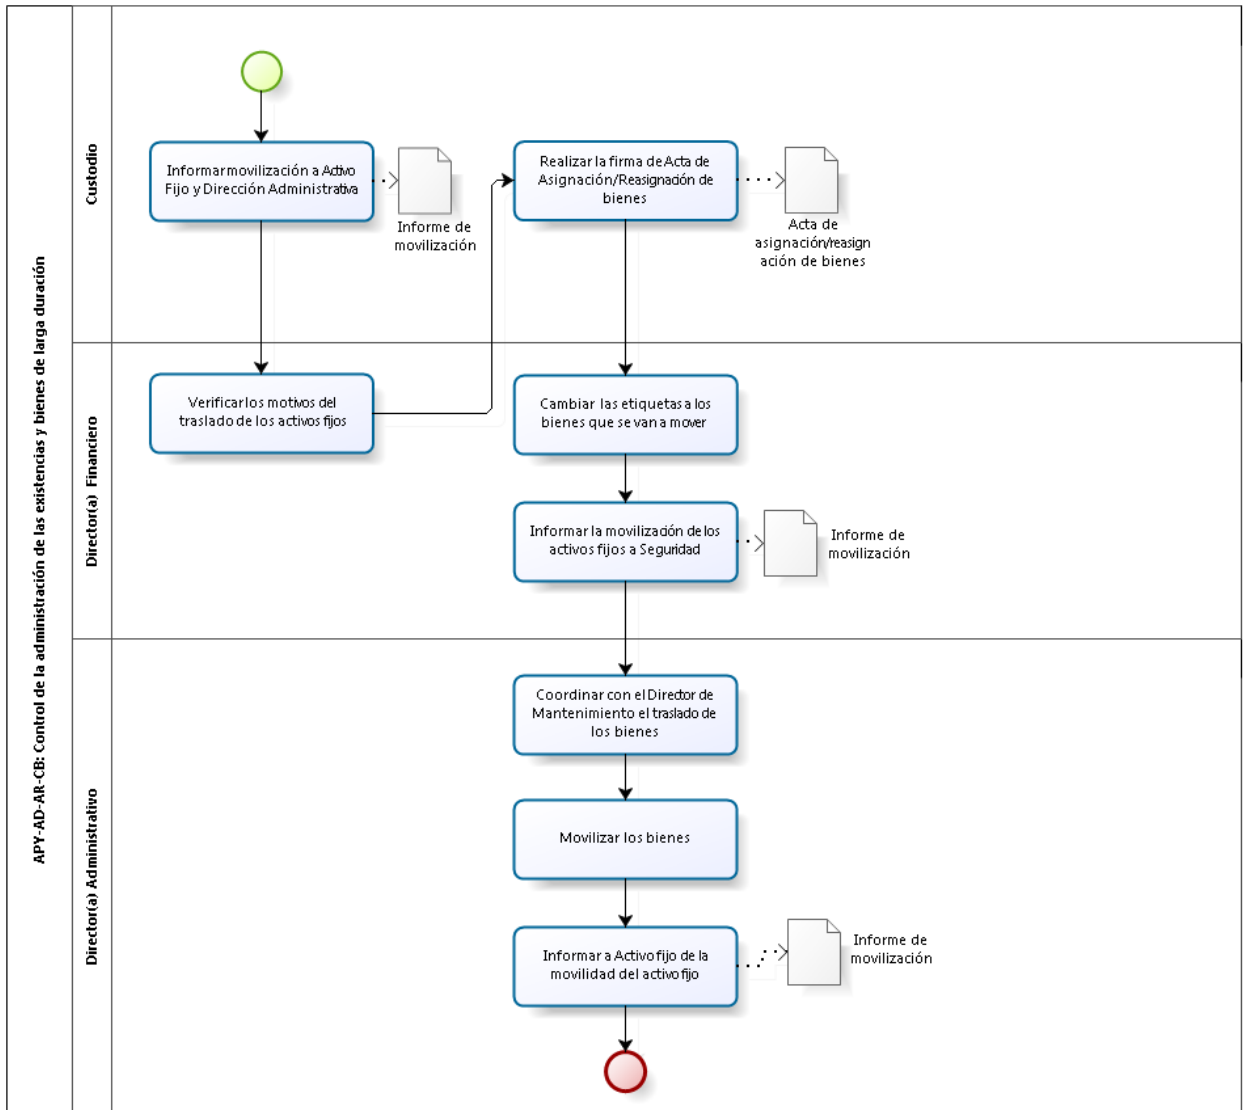 APY-AD-AR-CB: Control de la administración de las existencias y bienes de larga duración
Custodio
Informar movilización a Activo
Fijo y Dirección Administrativa
Informe de
movilización
Realizar la firma de Acta de
Asignación/Reasignación de
bienes
Acta de
asignación/reasign
ación de bienes
Director(a) Financiero
Verificar los motivos del
traslado de los activos fijos
Cambiar las etiquetas a los
bienes que se van a mover
Informar la movilización de los
activos fijos a Seguridad
Informe de
movilización
Director(a) Administrativo
Coordinar con el Director de
Mantenimiento el traslado de
los bienes
Movilizar los bienes
Informar a Activo fijo de la
movilidad del activo fijo
Informe de
movilización